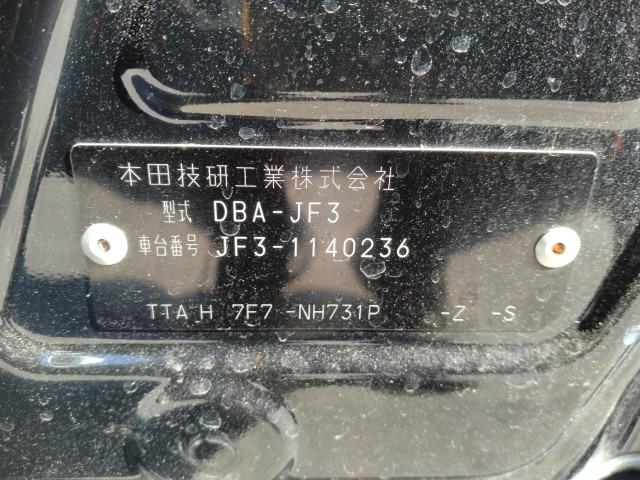 本田技研工業株式会社
型式 DBA-JF3
車台番号 JF3-1140236
TTA H 7F7 -NH731P -Z -S